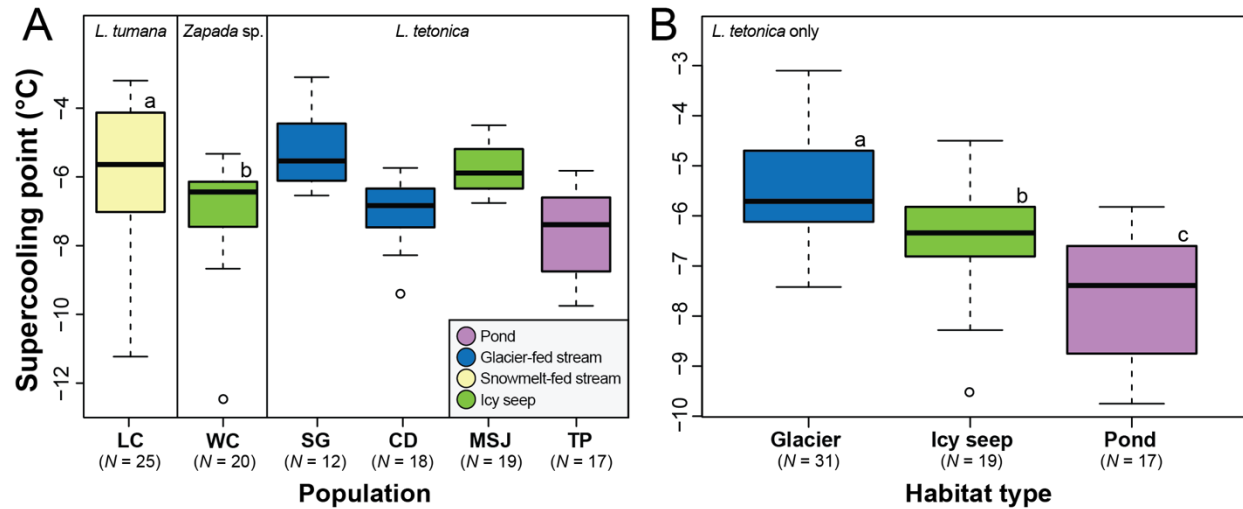 A
L. tumana
Zapada sp.
L. tetonica
Supercooling point (°C)
−4
−6
−8
−10
−12
a
b
Pond
Glacier-fed stream
Snowmelt-fed stream
Icy seep
LC
WC
SG
CD
MSJ
TP
(N = 25)
(N = 20)
(N = 12)
(N = 18)
(N = 19)
(N = 17)
Population
B
L. tetonica only
−3
−4
−5
−6
−7
−8
−9
−10
a
b
c
Glacier
Icy seep
Pond
(N = 31)
(N = 19)
(N = 17)
Habitat type